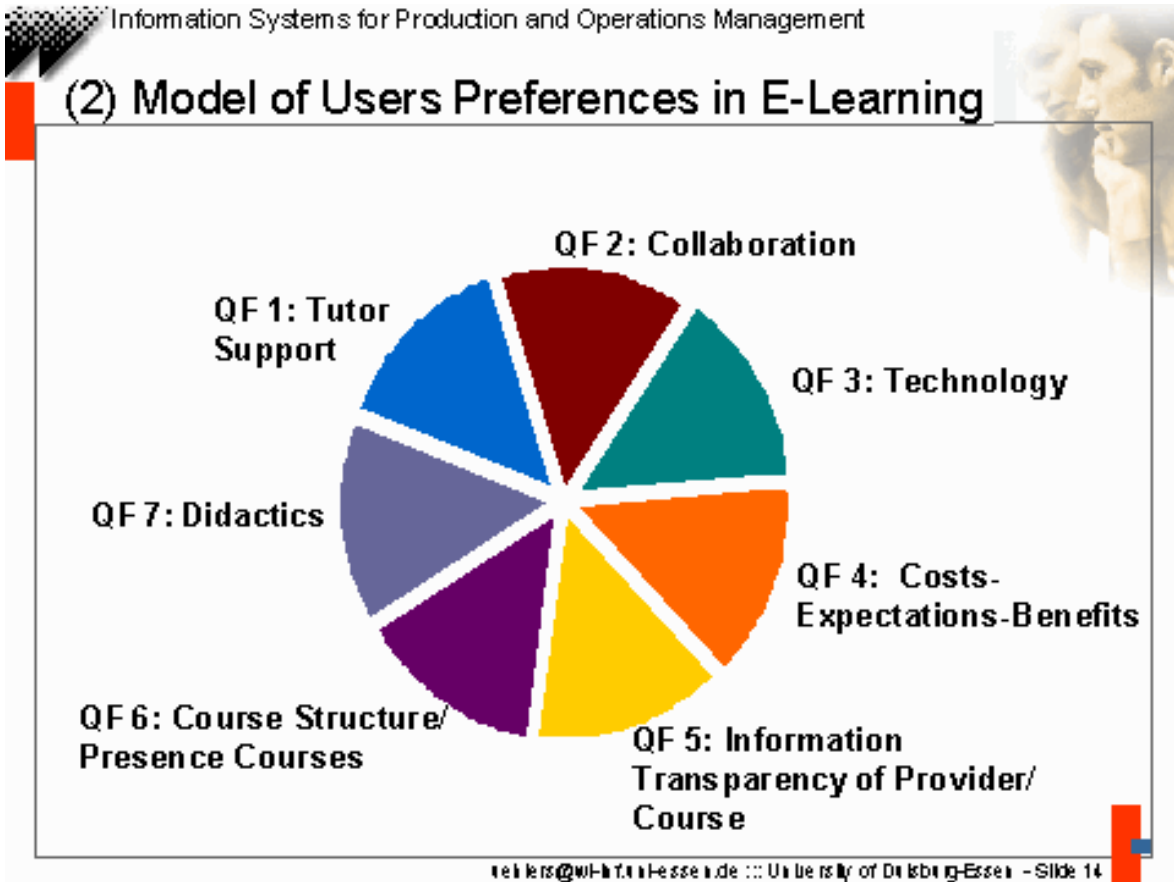 Information Systems for Production and Operations Management
(2) Model of Users Preferences in E-Learning
QF 2: Collaboration
QF 1: Tutor
Support
QF 3: Technology
QF 7: Didactics
QF 4: Costs-
Expectations-Benefits
QF 6: Course Structure/
Presence Courses
QF 5: Information
Transparency of Provider/
Course
::: University of Duisburg-Essen - Slide 14